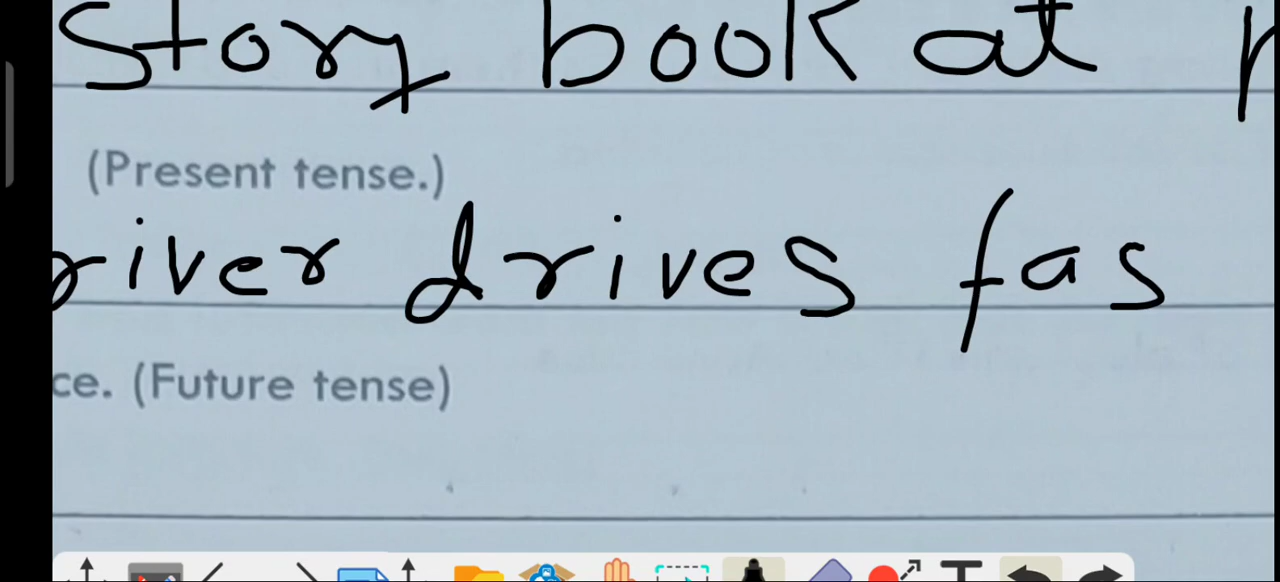 story book at
(Present tense.)
river drives fas
ce. (Future tense)